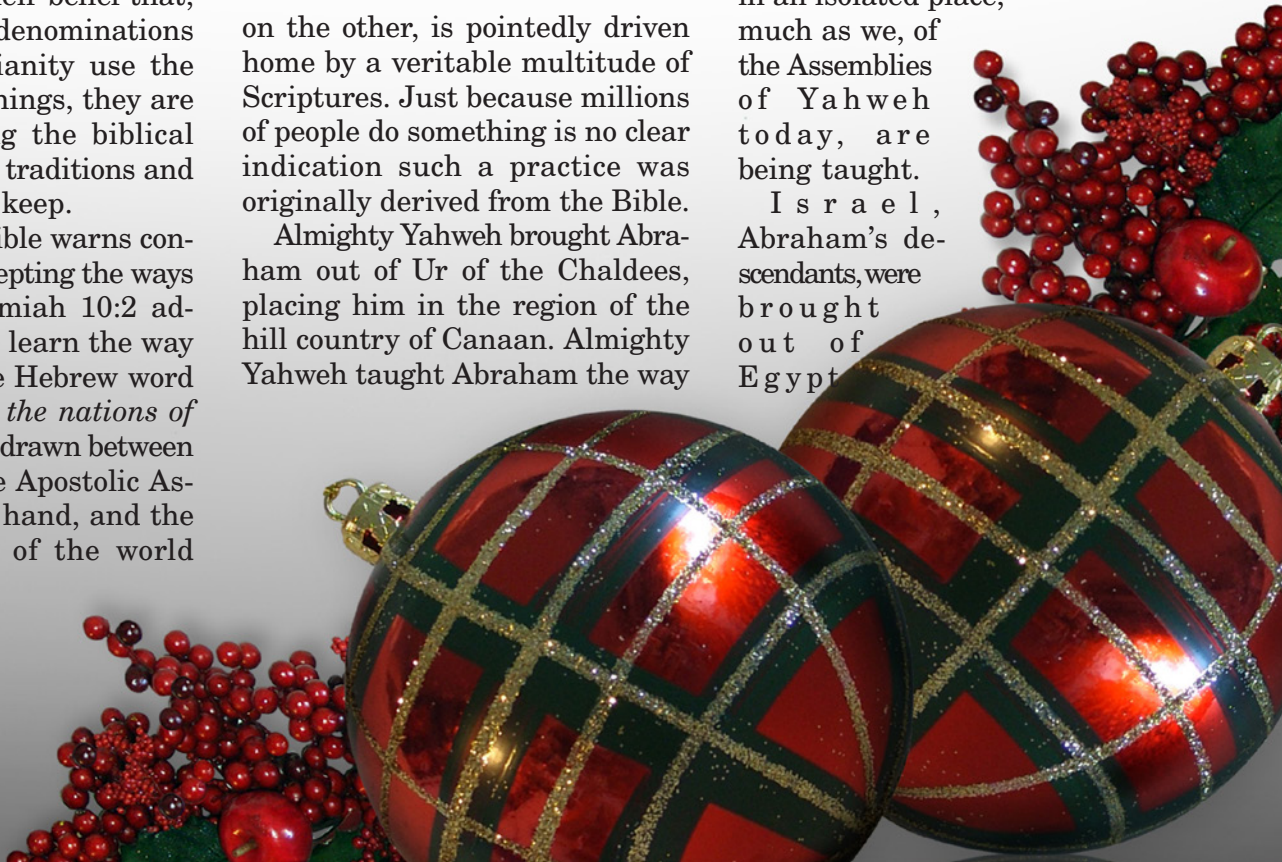 eir belief that,
denominations
ianity use the
hings, they are
g the biblical
traditions and
keep.
ible warns con-
epting the ways
miah 10:2 ad-
learn the way
e Hebrew word
the nations of
drawn between
e Apostolic As-
hand, and the
of the world
on the other, is pointedly driven
home by a veritable multitude of
Scriptures. Just because millions
of people do something is no clear
indication such a practice was
originally derived from the Bible.
Almighty Yahweh brought Abra-
ham out of Ur of the Chaldees,
placing him in the region of the
hill country of Canaan. Almighty
Yahweh taught Abraham the way
in an isolated place,
much as we, of
the Assemblies
of Yahweh
today, are
being taught.
Israel,
Abraham's de-
scendants, were
brought
out of
Egypt